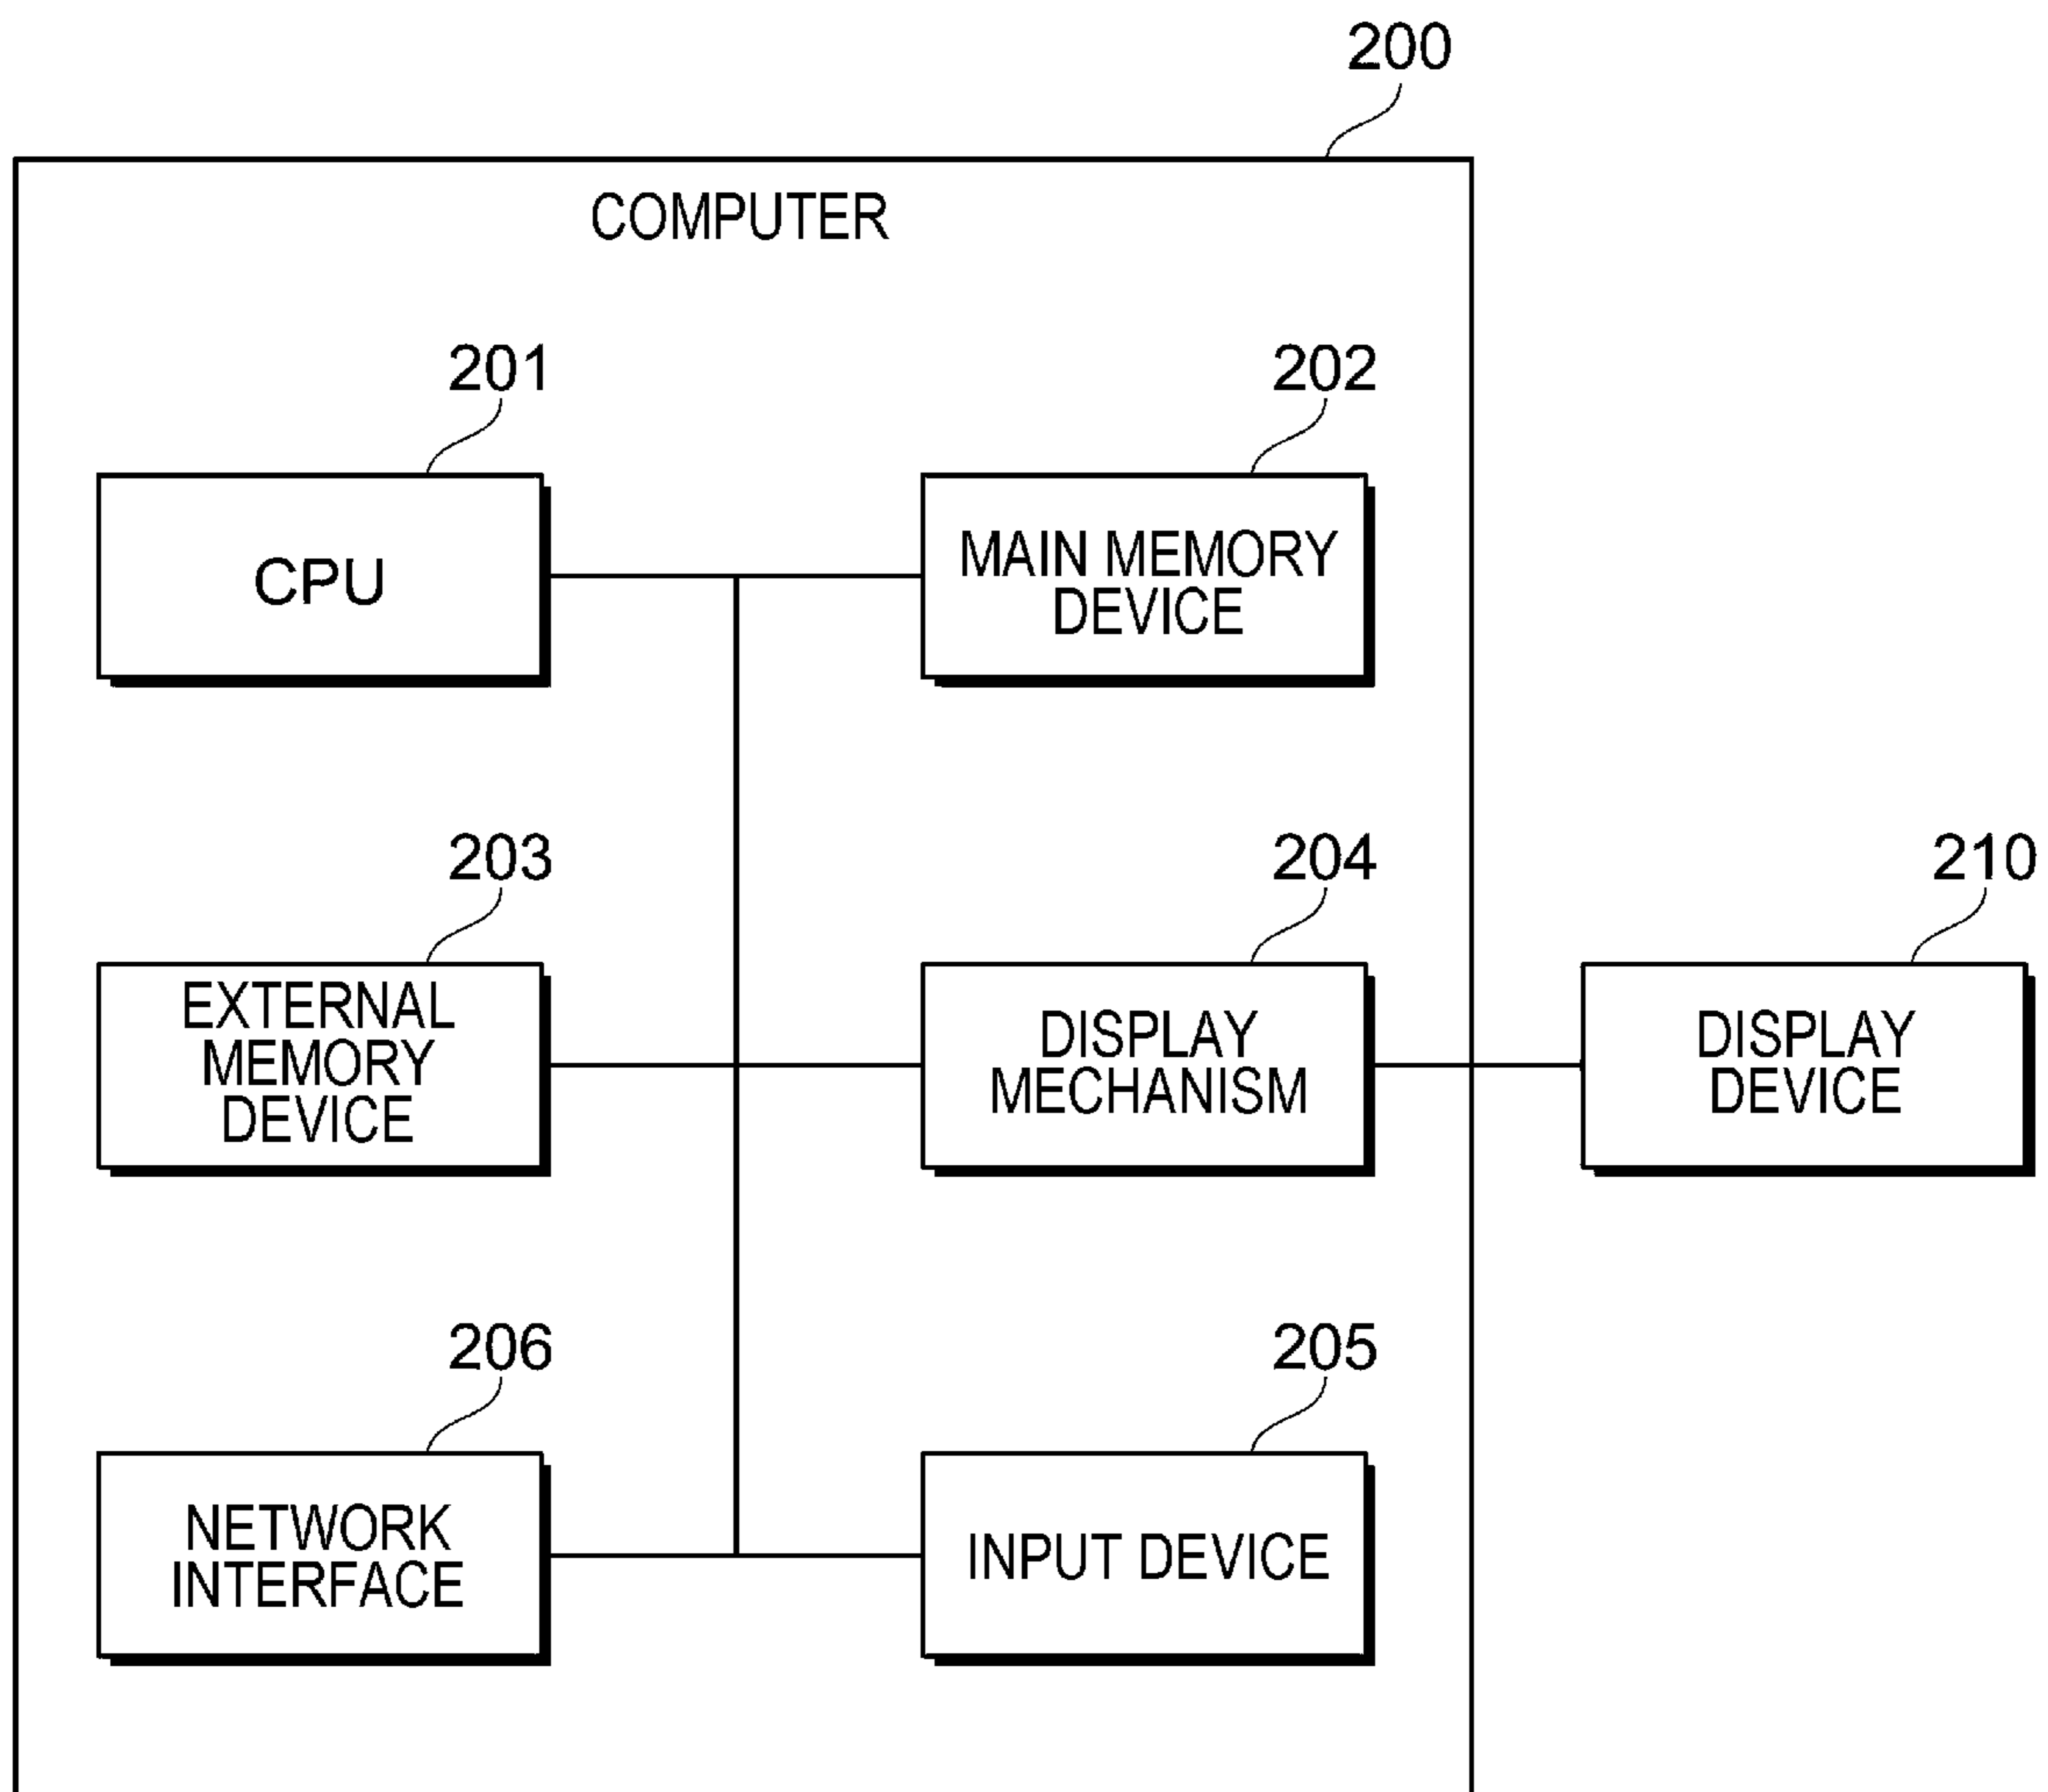 200
COMPUTER
201
202
CPU
MAIN MEMORY
DEVICE
203
204
210
EXTERNAL
MEMORY
DEVICE
DISPLAY
MECHANISM
DISPLAY
DEVICE
206
205
NETWORK
INTERFACE
INPUT DEVICE